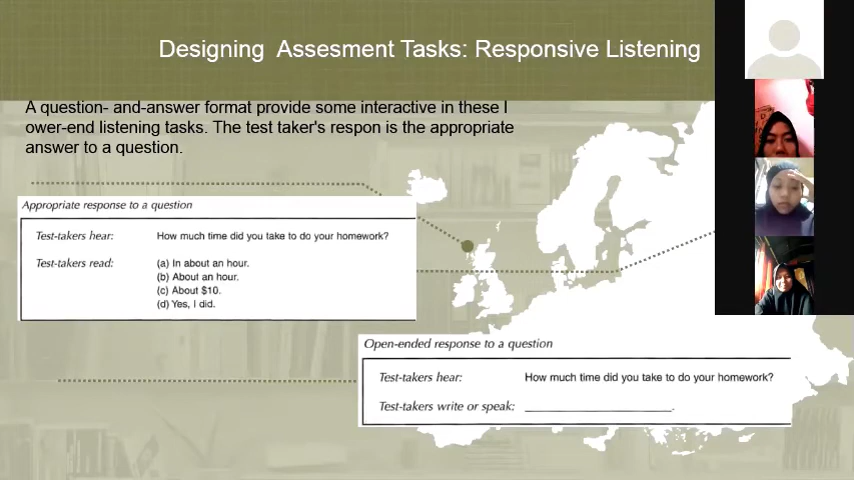 Designing Assesment Tasks: Responsive Listening
A question- and-answer format provide some interactive in these l
ower-end listening tasks. The test taker's respon is the appropriate
answer to a question.
Appropriate response to a question
Test-takers hear: How much time did you take to do your homework?
Test-takers read: (a) In about an hour.
(b) About an hour.
(c) About $10.
(d) Yes, I did.
Open-ended response to a question
Test-takers hear: How much time did you take to do your homework?
Test-takers write or speak: ______________________.